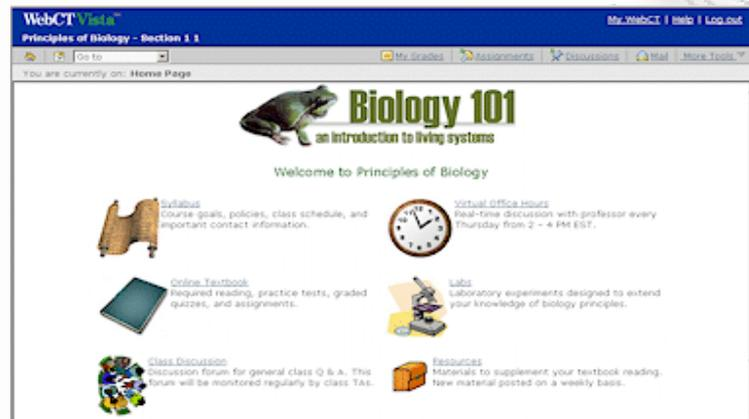 WebCT Vista™
My WebCT | Help | Log out
Principles of Biology - Section 1 1
Go to
My Grades | Assignments | Discussions | Mail | More Tools
You are currently on: Home Page
Biology 101
an introduction to living systems
Welcome to Principles of Biology
Syllabus
Course goals, policies, class schedule, and
important contact information.
Virtual Office Hours
Real-time discussion with professor every
Thursday from 2 - 4 PM EST.
Online Textbook
Required reading, practice tests, graded
quizzes, and assignments.
Labs
Laboratory experiments designed to extend
your knowledge of biology principles.
Class Discussion
Discussion forum for general class Q & A. This
forum will be monitored regularly by class TAs.
Resources
Materials to supplement your textbook reading.
New material posted on a weekly basis.